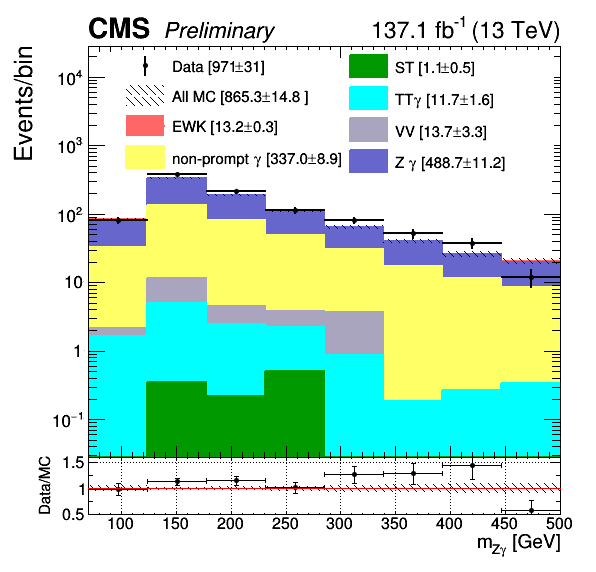 CMS Preliminary 137.1 fb⁻¹ (13 TeV)
Events/bin
10⁴
10³
10²
10
1
10⁻¹
Data [971±31]
All MC [865.3±14.8 ]
EWK [13.2±0.3]
non-prompt γ [337.0±8.9]
ST [1.1±0.5]
TTγ [11.7±1.6]
VV [13.7±3.3]
Z γ [488.7±11.2]
Data/MC
1.5
1
0.5
100 150 200 250 300 350 400 450 500
m_Zγ [GeV]